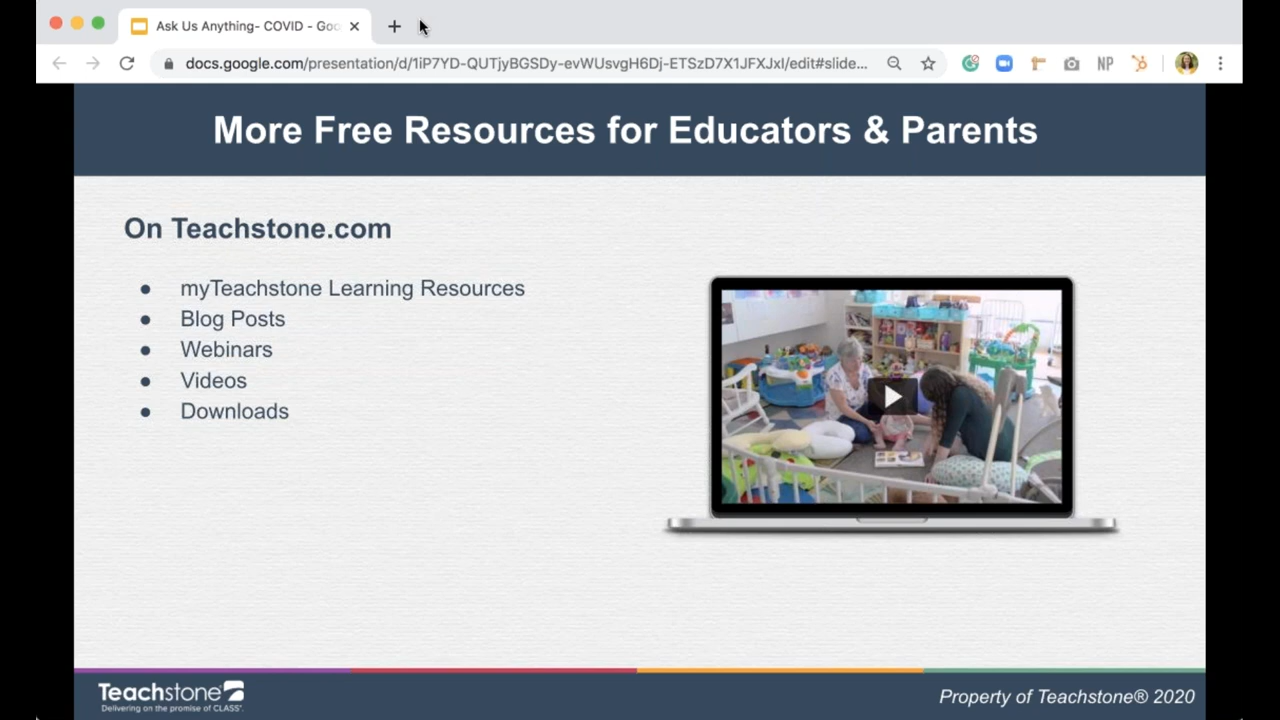 Ask Us Anything- COVID - Goo
docs.google.com/presentation/d/1iP7YD-QUTjyBGSDy-evWUsvgH6Dj-ETSzD7X1JFXJxI/edit#slide...
NP
More Free Resources for Educators & Parents
On Teachstone.com
● myTeachstone Learning Resources
● Blog Posts
● Webinars
● Videos
● Downloads
Teachstone
Delivering on the promise of CLASS®.
Property of Teachstone® 2020